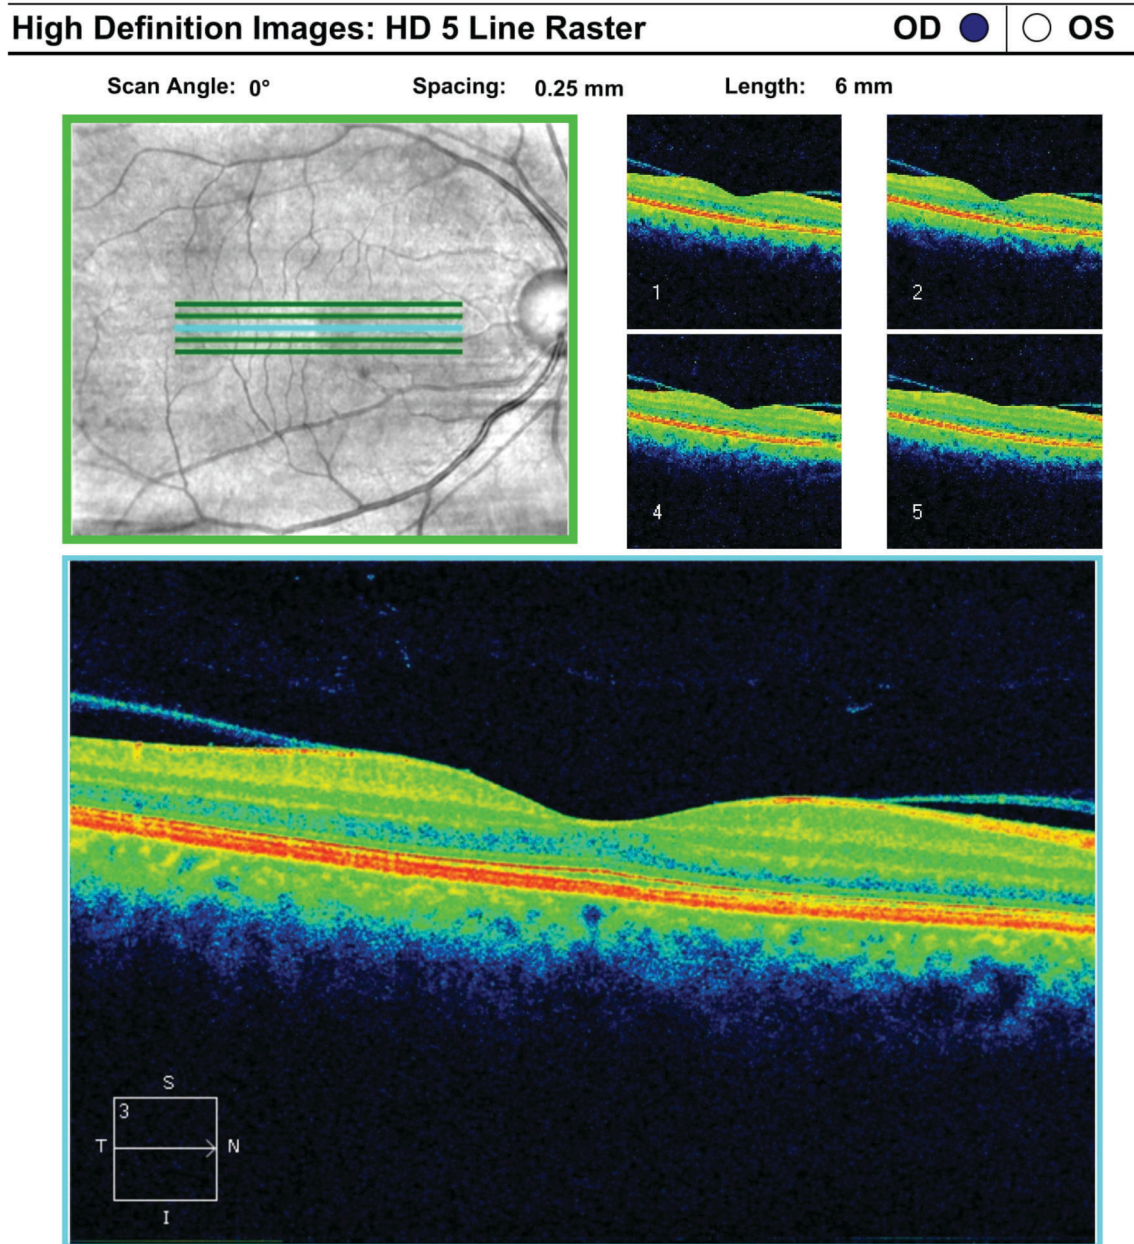 High Definition Images: HD 5 Line Raster OD OS
Scan Angle: 0° Spacing: 0.25 mm Length: 6 mm
1 2
4 5
S
3
T N
I